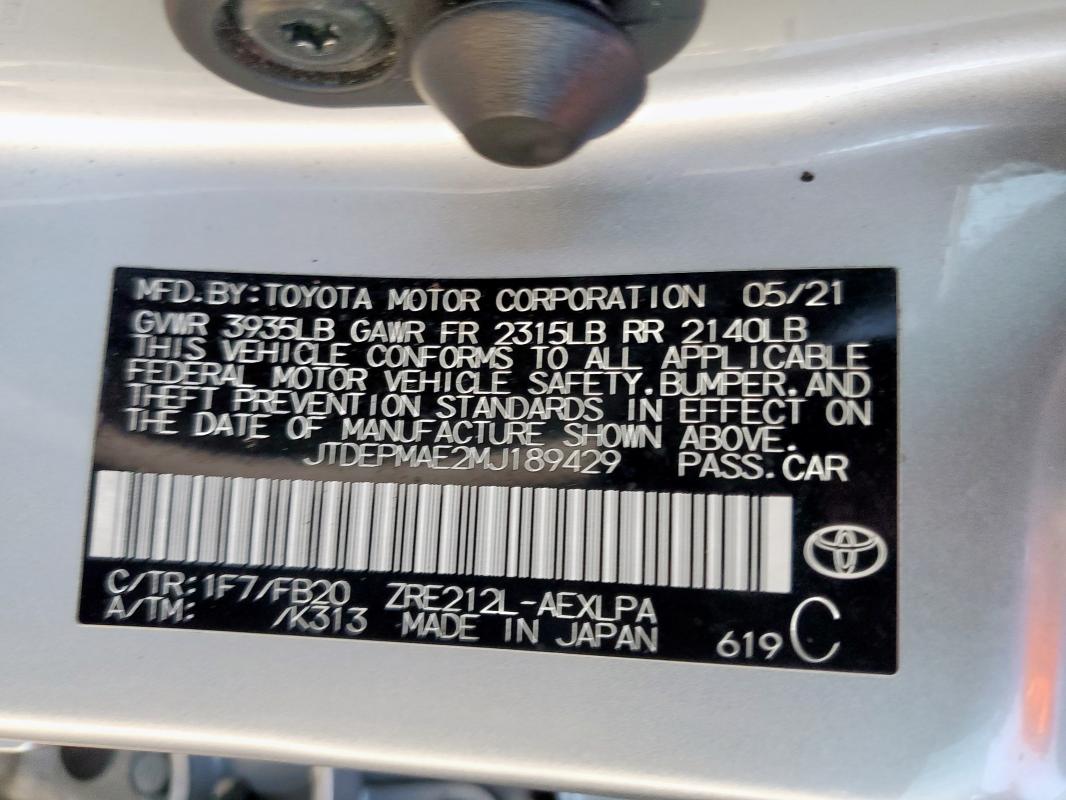 MFD.BY:TOYOTA MOTOR CORPORATION 05/21
GVWR 3935LB GAWR FR 2315LB RR 2140LB
THIS VEHICLE CONFORMS TO ALL APPLICABLE
FEDERAL MOTOR VEHICLE SAFETY.BUMPER.AND
THEFT PREVENTION STANDARDS IN EFFECT ON
THE DATE OF MANUFACTURE SHOWN ABOVE.
JTDEPMAE2MJ189429 PASS.CAR
C/TR:1F7/FB20 ZRE212L-AEXLPA
A/TM: /K313 MADE IN JAPAN 619 C